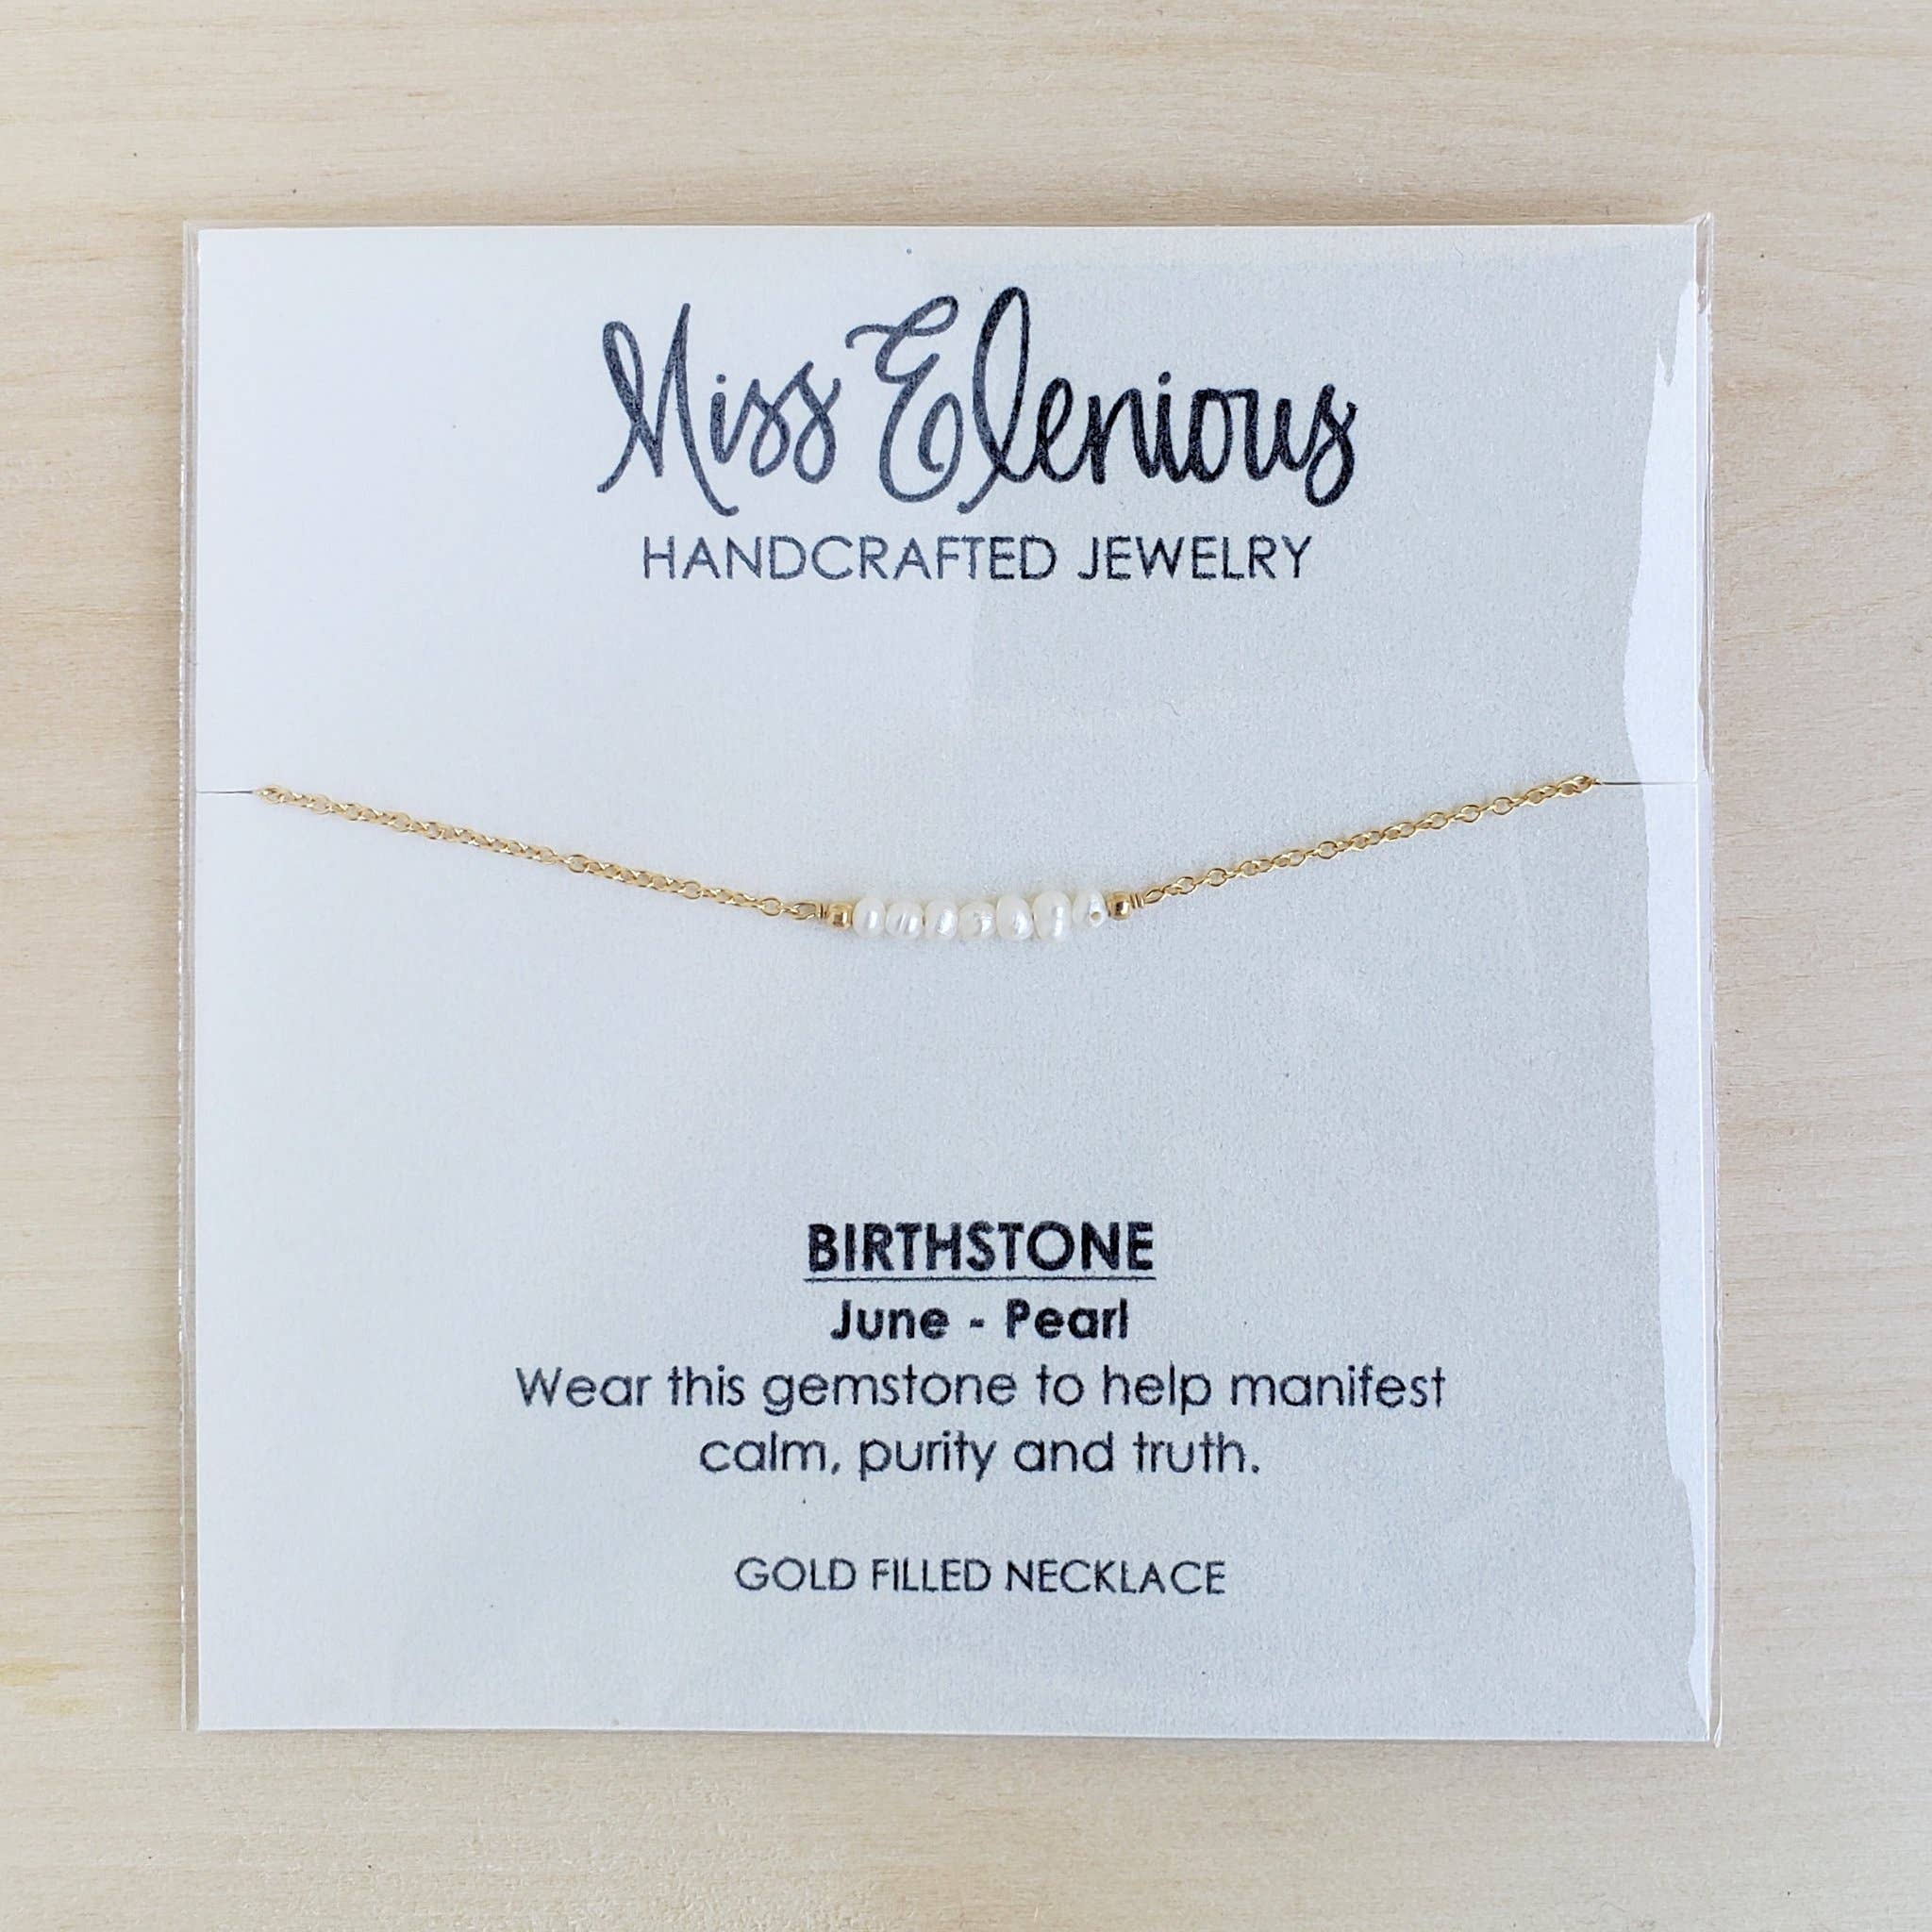 Miss Elenious
HANDCRAFTED JEWELRY
BIRTHSTONE
June - Pearl
Wear this gemstone to help manifest
calm, purity and truth.
GOLD FILLED NECKLACE